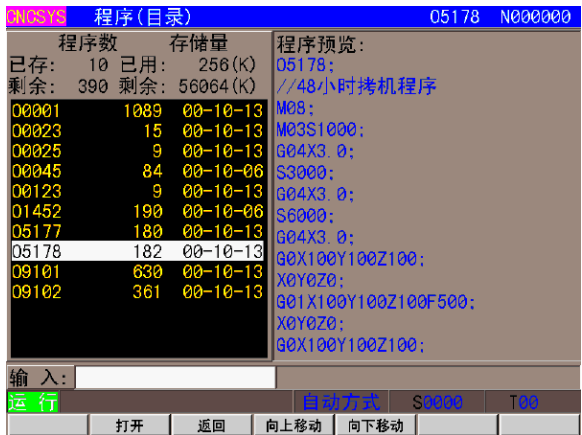 CNCSYS 程序(目录) O5178 N000000
程序数 存储量
已存: 10 已用: 256(K)
剩余: 390 剩余: 56064(K)
O0001 1089 00-10-13
O0023 15 00-10-13
O0025 9 00-10-13
O0045 84 00-10-06
O0123 9 00-10-13
O1452 190 00-10-06
O5177 180 00-10-13
O5178 182 00-10-13
O9101 630 00-10-13
O9102 361 00-10-13
程序预览:
O5178;
//48小时拷机程序
M08;
M03S1000;
G04X3.0;
S3000;
G04X3.0;
S6000;
G04X3.0;
G0X100Y100Z100;
X0Y0Z0;
G01X100Y100Z100F500;
X0Y0Z0;
G0X100Y100Z100;
输 入:
运 行 自动方式 S0000 T00
打开 返回 向上移动 向下移动